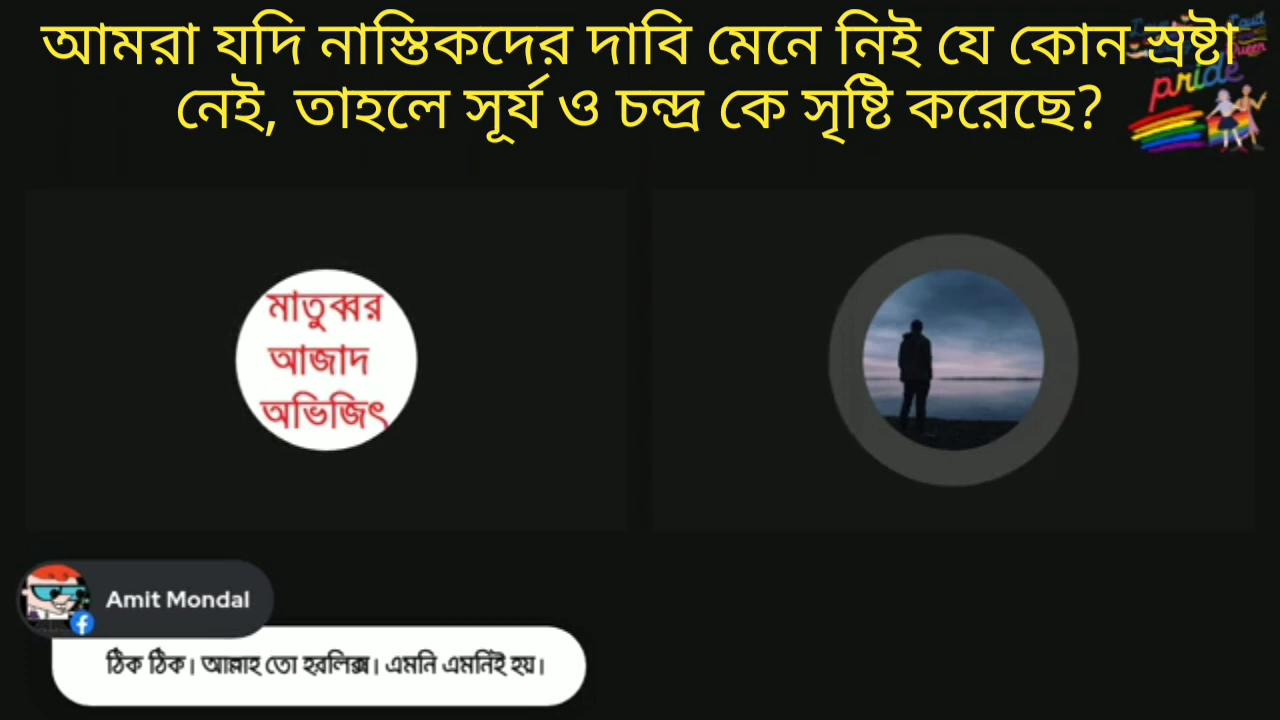 আমরা যদি নাস্তিকদের দাবি মেনে নিই যে কোন স্রষ্টা
নেই, তাহলে সূর্য ও চন্দ্র কে সৃষ্টি করেছে?
pride
মাতুব্বর
আজাদ
অভিজিৎ
Amit Mondal
ঠিক ঠিক। আল্লাহ তো হরলিক্স। এমনি এমনিই হয়।